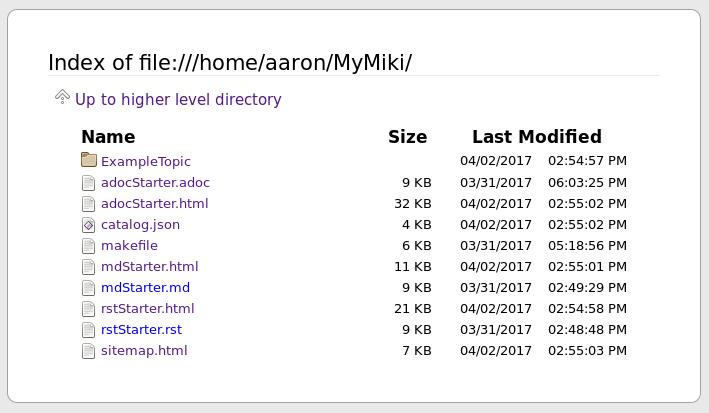 Index of file:///home/aaron/MyMiki/
Up to higher level directory
Name Size Last Modified
ExampleTopic 04/02/2017 02:54:57 PM
adocStarter.adoc 9 KB 03/31/2017 06:03:25 PM
adocStarter.html 32 KB 04/02/2017 02:55:02 PM
catalog.json 4 KB 04/02/2017 02:55:02 PM
makefile 6 KB 03/31/2017 05:18:56 PM
mdStarter.html 11 KB 04/02/2017 02:55:01 PM
mdStarter.md 9 KB 03/31/2017 02:49:29 PM
rstStarter.html 21 KB 04/02/2017 02:54:58 PM
rstStarter.rst 9 KB 03/31/2017 02:48:48 PM
sitemap.html 7 KB 04/02/2017 02:55:03 PM